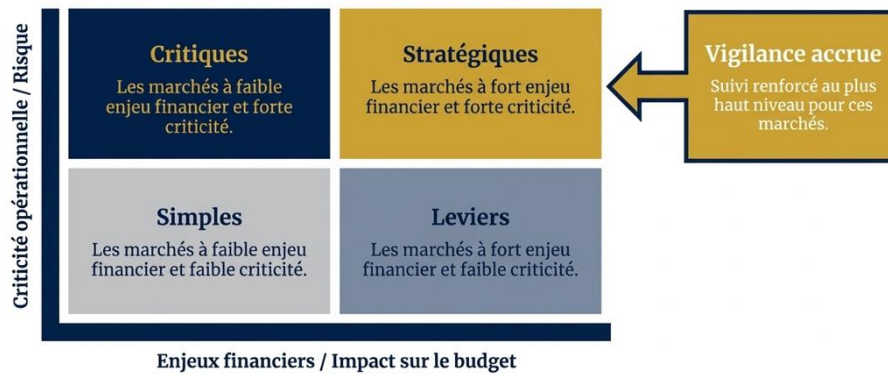 Criticité opérationnelle / Risque
Critiques
Les marchés à faible
enjeu financier et forte
criticité.
Stratégiques
Les marchés à fort enjeu
financier et forte criticité.
Vigilance accrue
Suivi renforcé au plus
haut niveau pour ces
marchés.
Simples
Les marchés à faible enjeu
financier et faible criticité.
Leviers
Les marchés à fort enjeu
financier et faible criticité.
Enjeux financiers / Impact sur le budget